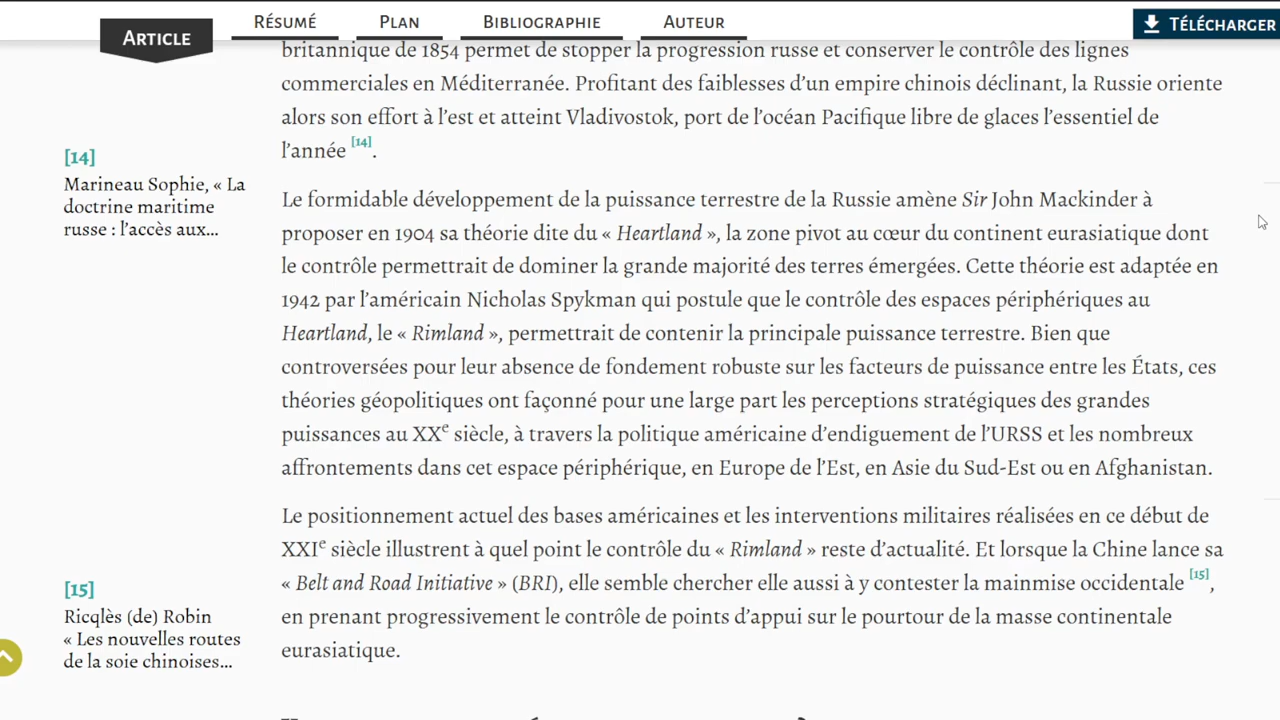 Article
Résumé
Plan
Bibliographie
Auteur
Télécharger
britannique de 1854 permet de stopper la progression russe et conserver le contrôle des lignes
commerciales en Méditerranée. Profitant des faiblesses d’un empire chinois déclinant, la Russie oriente
alors son effort à l’est et atteint Vladivostok, port de l’océan Pacifique libre de glaces l’essentiel de
l’année [14].
[14]
Marineau Sophie, « La
doctrine maritime
russe : l’accès aux…
Le formidable développement de la puissance terrestre de la Russie amène Sir John Mackinder à
proposer en 1904 sa théorie dite du « Heartland », la zone pivot au cœur du continent eurasiatique dont
le contrôle permettrait de dominer la grande majorité des terres émergées. Cette théorie est adaptée en
1942 par l’américain Nicholas Spykman qui postule que le contrôle des espaces périphériques au
Heartland, le « Rimland », permettrait de contenir la principale puissance terrestre. Bien que
controversées pour leur absence de fondement robuste sur les facteurs de puissance entre les États, ces
théories géopolitiques ont façonné pour une large part les perceptions stratégiques des grandes
puissances au XXe siècle, à travers la politique américaine d’endiguement de l’URSS et les nombreux
affrontements dans cet espace périphérique, en Europe de l’Est, en Asie du Sud-Est ou en Afghanistan.
Le positionnement actuel des bases américaines et les interventions militaires réalisées en ce début de
XXIe siècle illustrent à quel point le contrôle du « Rimland » reste d’actualité. Et lorsque la Chine lance sa
« Belt and Road Initiative » (BRI), elle semble chercher elle aussi à y contester la mainmise occidentale [15],
en prenant progressivement le contrôle de points d’appui sur le pourtour de la masse continentale
eurasiatique.
[15]
Ricqlès (de) Robin
« Les nouvelles routes
de la soie chinoises…